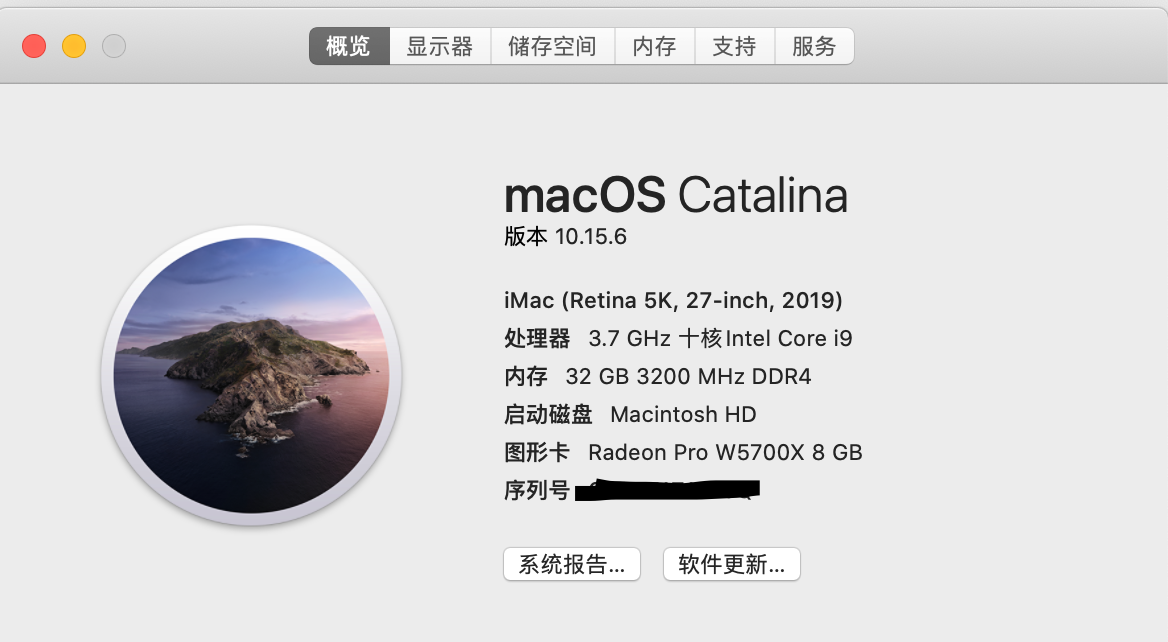 概览 显示器 储存空间 内存 支持 服务
macOS Catalina
版本 10.15.6
iMac (Retina 5K, 27-inch, 2019)
处理器 3.7 GHz 十核Intel Core i9
内存 32 GB 3200 MHz DDR4
启动磁盘 Macintosh HD
图形卡 Radeon Pro W5700X 8 GB
序列号
系统报告... 软件更新...